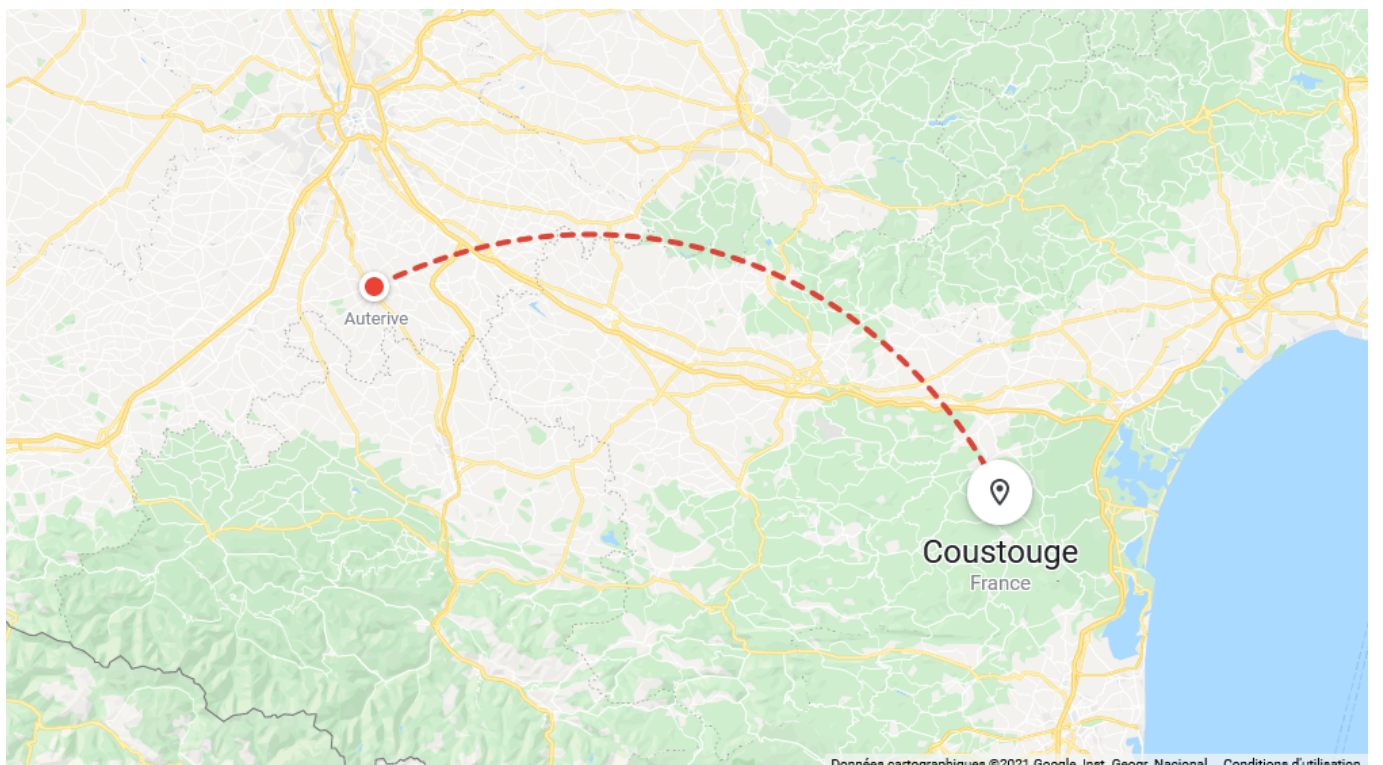 Auterive
Coustouge
France
Données cartographiques ©2021 Google, Inst. Geogr. Nacional Conditions d'utilisation